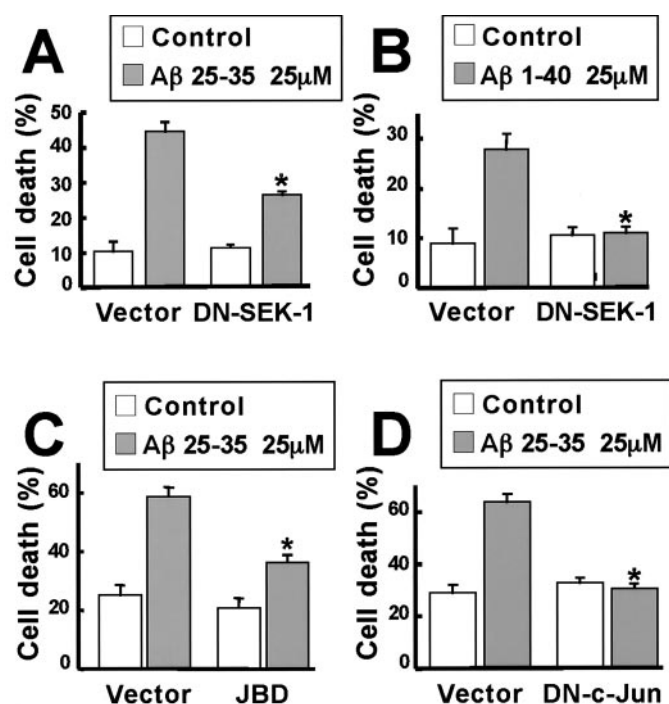 A
Control
Aβ 25-35 25μM
Cell death (%)
50
40
30
20
10
0
*
Vector DN-SEK-1
B
Control
Aβ 1-40 25μM
Cell death (%)
30
20
10
0
*
Vector DN-SEK-1
C
Control
Aβ 25-35 25μM
Cell death (%)
60
40
20
0
*
Vector JBD
D
Control
Aβ 25-35 25μM
Cell death (%)
60
40
20
0
*
Vector DN-c-Jun